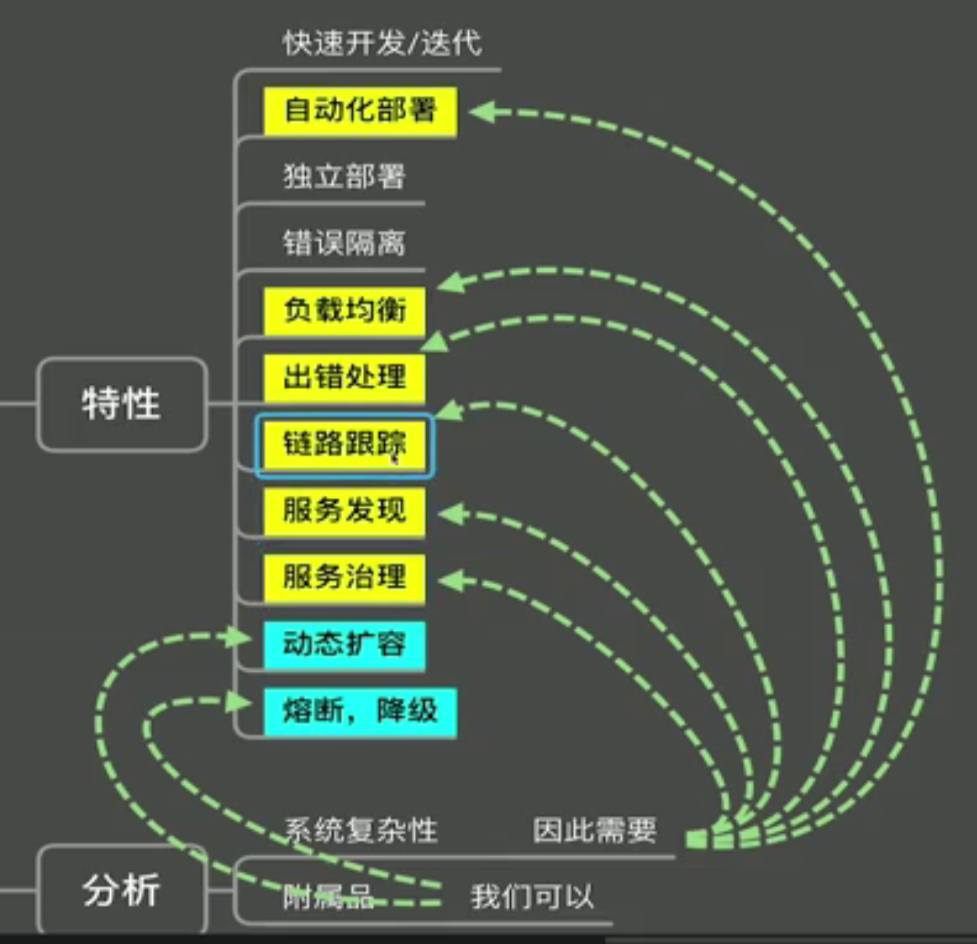 快速开发/迭代
自动化部署
独立部署
错误隔离
负载均衡
出错处理
特性
链路跟踪
服务发现
服务治理
动态扩容
熔断，降级
系统复杂性 因此需要
分析
附属品 我们可以